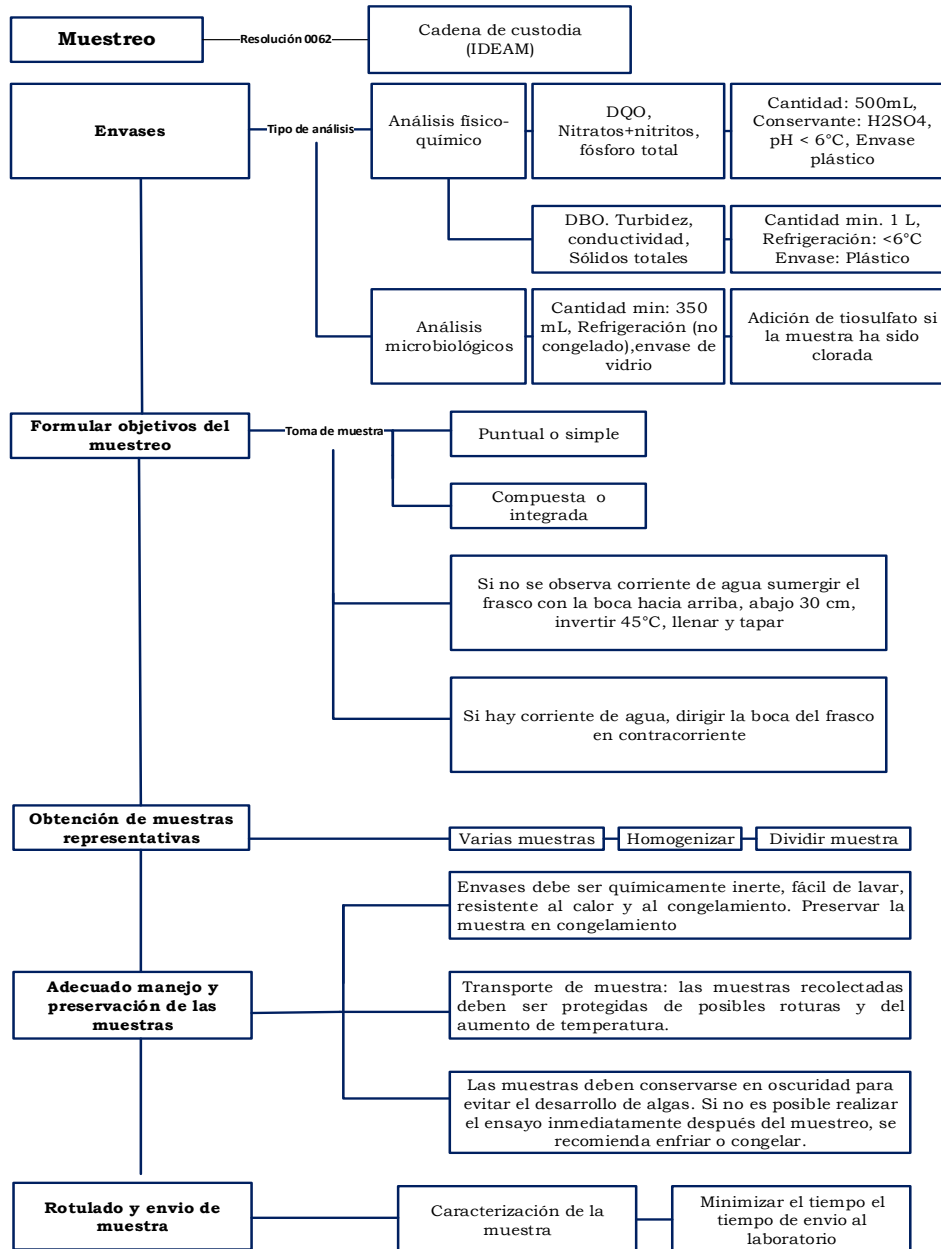 Muestreo
Resolución 0062
Cadena de custodia
(IDEAM)
Envases
Tipo de análisis
Análisis físico-
químico
DQO,
Nitratos+nitritos,
fósforo total
Cantidad: 500mL,
Conservante: H2SO4,
pH < 6°C, Envase
plástico
DBO. Turbidez,
conductividad,
Sólidos totales
Cantidad min. 1 L,
Refrigeración: <6°C
Envase: Plástico
Análisis
microbiológicos
Cantidad min: 350
mL, Refrigeración (no
congelado),envase de
vidrio
Adición de tiosulfato si
la muestra ha sido
clorada
Formular objetivos del
muestreo
Toma de muestra
Puntual o simple
Compuesta o
integrada
Si no se observa corriente de agua sumergir el
frasco con la boca hacia arriba, abajo 30 cm,
invertir 45°C, llenar y tapar
Si hay corriente de agua, dirigir la boca del frasco
en contracorriente
Obtención de muestras
representativas
Varias muestras
Homogenizar
Dividir muestra
Envases debe ser químicamente inerte, fácil de lavar,
resistente al calor y al congelamiento. Preservar la
muestra en congelamiento
Adecuado manejo y
preservación de las
muestras
Transporte de muestra: las muestras recolectadas
deben ser protegidas de posibles roturas y del
aumento de temperatura.
Las muestras deben conservarse en oscuridad para
evitar el desarrollo de algas. Si no es posible realizar
el ensayo inmediatamente después del muestreo, se
recomienda enfriar o congelar.
Rotulado y envio de
muestra
Caracterización de la
muestra
Minimizar el tiempo el
tiempo de envio al
laboratorio